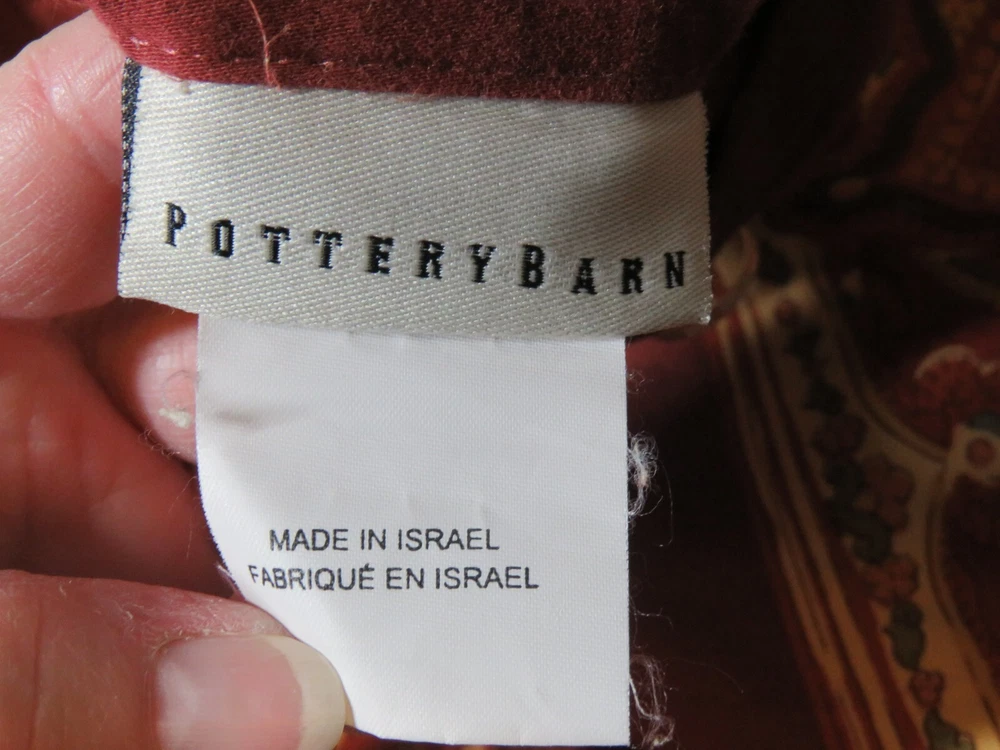 POTTERYBARN
MADE IN ISRAEL
FABRIQUÉ EN ISRAEL